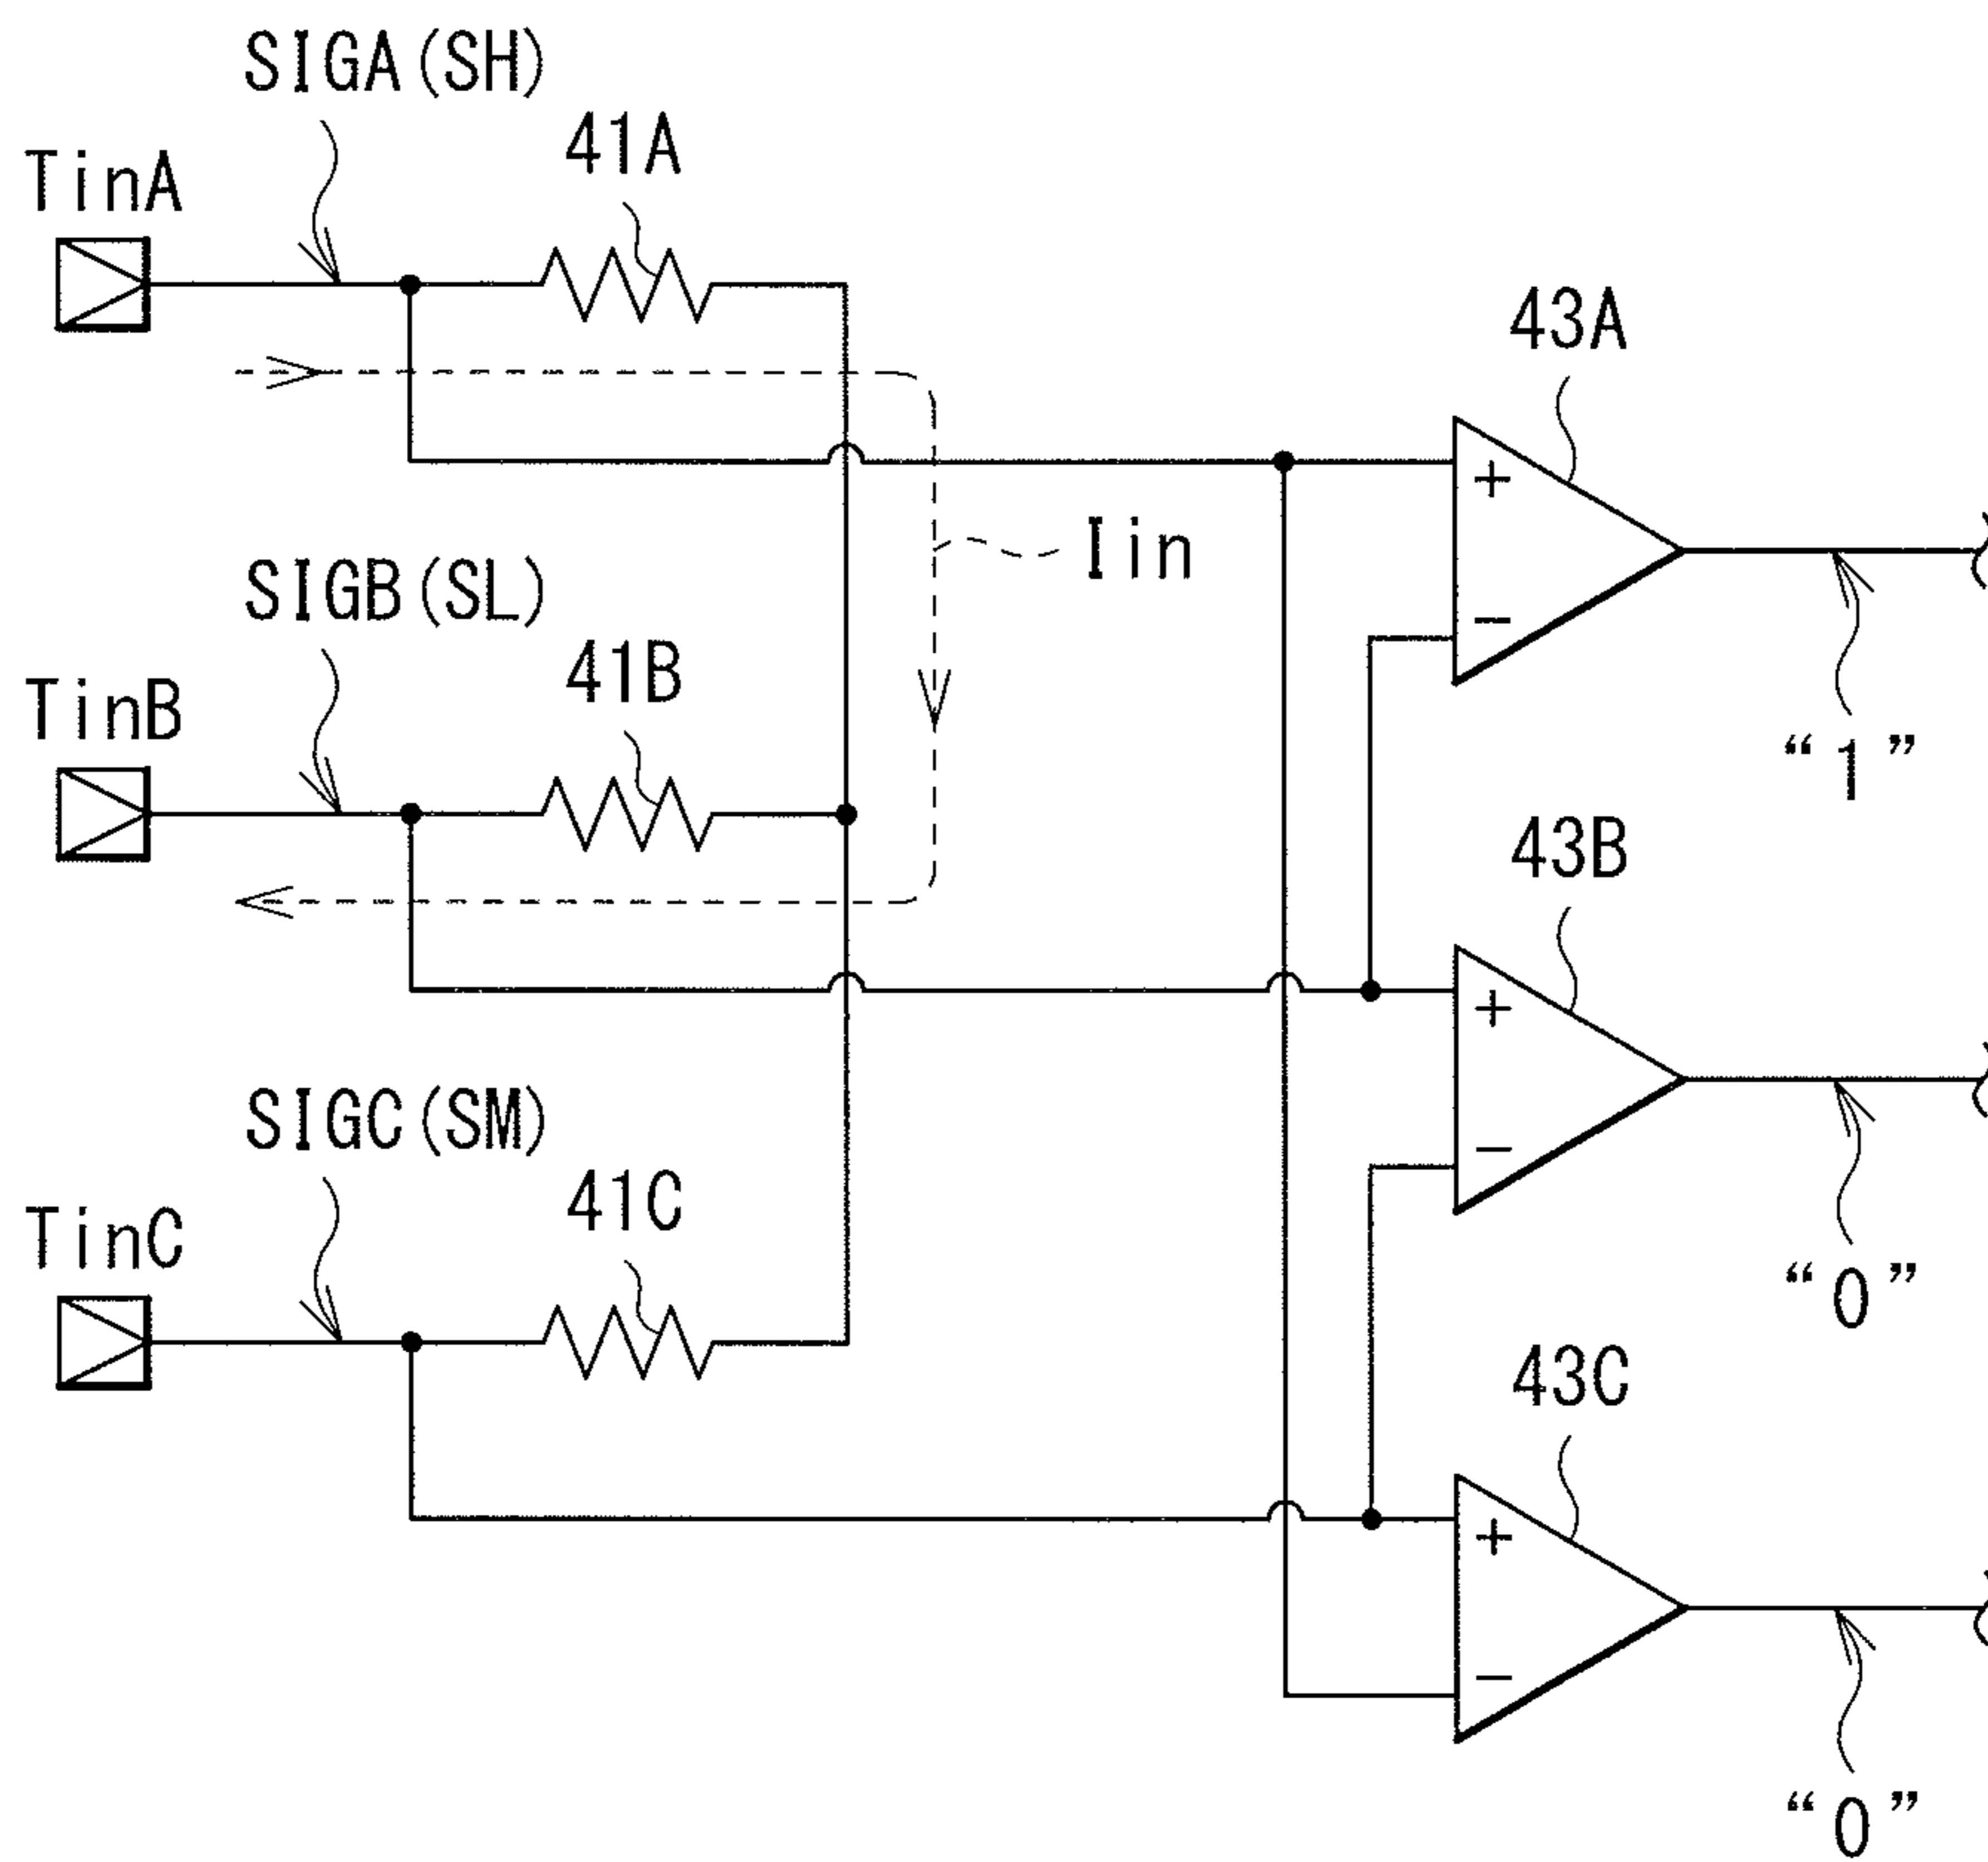 SIGA(SH)
41A
TinA
43A
+
−
Iin
“1”
SIGB(SL)
41B
TinB
43B
+
−
“0”
SIGC(SM)
41C
TinC
43C
+
−
“0”